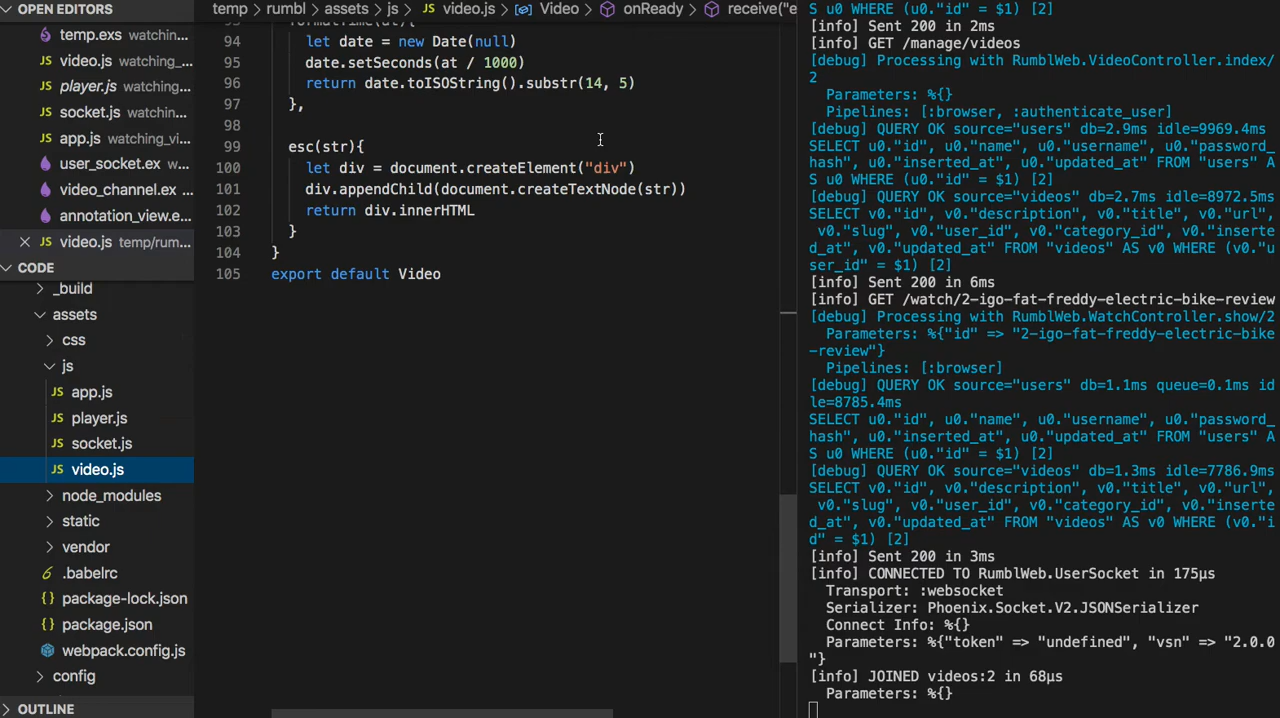 OPEN EDITORS
temp.exs watching...
video.js watching_...
player.js watching...
socket.js watching...
app.js watching_vi...
user_socket.ex ...
video_channel.ex ...
annotation_view.e...
video.js temp/rum...
CODE
_build
assets
css
js
app.js
player.js
socket.js
video.js
node_modules
static
vendor
.babelrc
package-lock.json
package.json
webpack.config.js
config
OUTLINE
temp > rumbl > assets > js > JS video.js > Video > onReady > receive("e
formatTime(at){
94 let date = new Date(null)
95 date.setSeconds(at / 1000)
96 return date.toISOString().substr(14, 5)
97 },
98
99 esc(str){
100 let div = document.createElement("div")
101 div.appendChild(document.createTextNode(str))
102 return div.innerHTML
103 }
104 }
105 export default Video
S u0 WHERE (u0."id" = $1) [2]
[info] Sent 200 in 2ms
[info] GET /manage/videos
[debug] Processing with RumblWeb.VideoController.index/
2
Parameters: %{}
Pipelines: [:browser, :authenticate_user]
[debug] QUERY OK source="users" db=2.9ms idle=9969.4ms
SELECT u0."id", u0."name", u0."username", u0."password_
hash", u0."inserted_at", u0."updated_at" FROM "users" A
S u0 WHERE (u0."id" = $1) [2]
[debug] QUERY OK source="videos" db=2.7ms idle=8972.5ms
SELECT v0."id", v0."description", v0."title", v0."url",
v0."slug", v0."user_id", v0."category_id", v0."inserte
d_at", v0."updated_at" FROM "videos" AS v0 WHERE (v0."u
ser_id" = $1) [2]
[info] Sent 200 in 6ms
[info] GET /watch/2-igo-fat-freddy-electric-bike-review
[debug] Processing with RumblWeb.WatchController.show/2
Parameters: %{"id" => "2-igo-fat-freddy-electric-bike
-review"}
Pipelines: [:browser]
[debug] QUERY OK source="users" db=1.1ms queue=0.1ms id
le=8785.4ms
SELECT u0."id", u0."name", u0."username", u0."password_
hash", u0."inserted_at", u0."updated_at" FROM "users" A
S u0 WHERE (u0."id" = $1) [2]
[debug] QUERY OK source="videos" db=1.3ms idle=7786.9ms
SELECT v0."id", v0."description", v0."title", v0."url",
v0."slug", v0."user_id", v0."category_id", v0."inserte
d_at", v0."updated_at" FROM "videos" AS v0 WHERE (v0."i
d" = $1) [2]
[info] Sent 200 in 3ms
[info] CONNECTED TO RumblWeb.UserSocket in 175µs
Transport: :websocket
Serializer: Phoenix.Socket.V2.JSONSerializer
Connect Info: %{}
Parameters: %{"token" => "undefined", "vsn" => "2.0.0
"}
[info] JOINED videos:2 in 68µs
Parameters: %{}